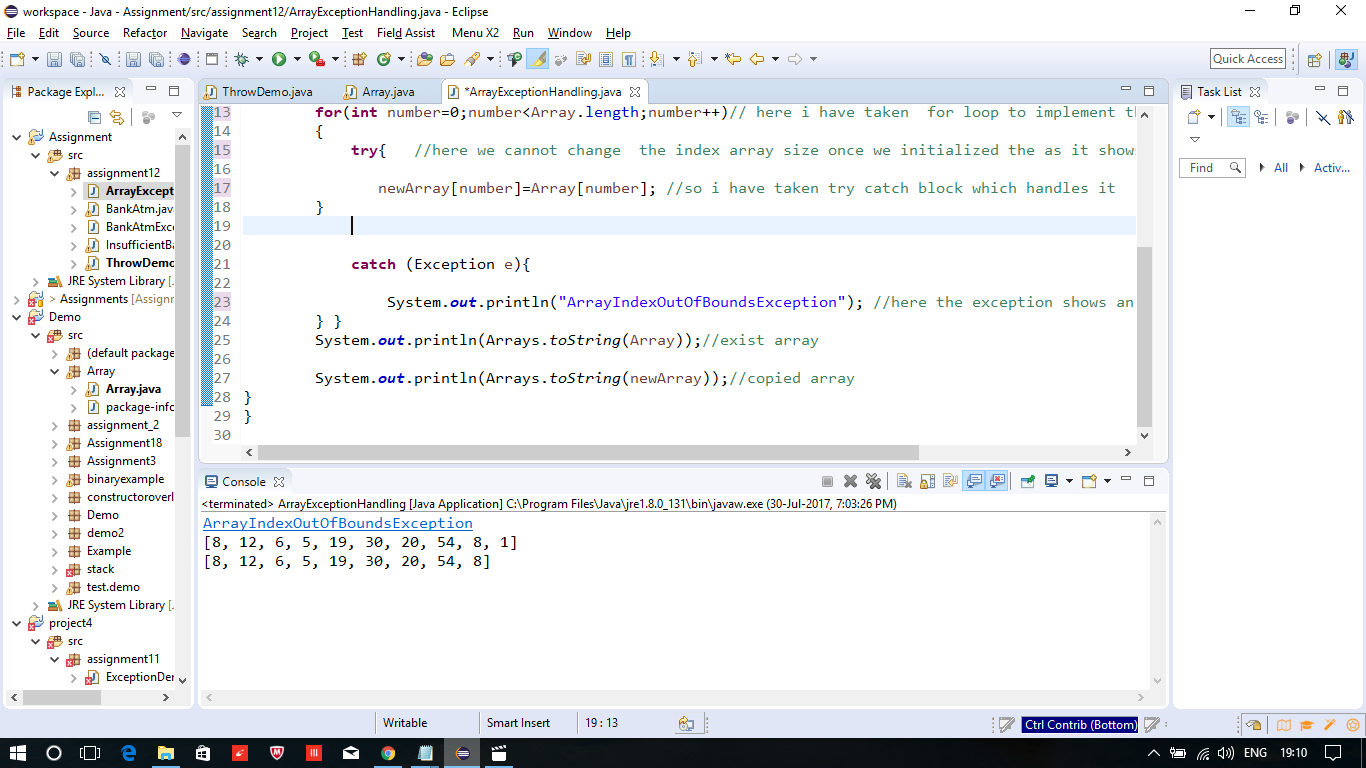 workspace - Java - Assignment/src/assignment12/ArrayExceptionHandling.java - Eclipse
File Edit Source Refactor Navigate Search Project Test Field Assist Menu X2 Run Window Help
Quick Access
Package Expl...
Assignment
src
assignment12
ArrayExcept
BankAtm.jav
BankAtmExc
InsufficientBa
ThrowDemo
JRE System Library [.
> Assignments [Assignr
Demo
src
(default package
Array
Array.java
package-info
assignment_2
Assignment18
Assignment3
binaryexample
constructoroverl
Demo
demo2
Example
stack
test.demo
JRE System Library [.
project4
src
assignment11
ExceptionDer
ThrowDemo.java Array.java *ArrayExceptionHandling.java
13 for(int number=0;number<Array.length;number++)// here i have taken  for loop to implement th
14 {
15 try{   //here we cannot change  the index array size once we initialized the as it show
16
17 newArray[number]=Array[number]; //so i have taken try catch block which handles it
18 }
19
20
21 catch (Exception e){
22
23 System.out.println("ArrayIndexOutOfBoundsException"); //here the exception shows an
24 } }
25 System.out.println(Arrays.toString(Array));//exist array
26
27 System.out.println(Arrays.toString(newArray));//copied array
28 }
29 }
30
Console
<terminated> ArrayExceptionHandling [Java Application] C:\Program Files\Java\jre1.8.0_131\bin\javaw.exe (30-Jul-2017, 7:03:26 PM)
ArrayIndexOutOfBoundsException
[8, 12, 6, 5, 19, 30, 20, 54, 8, 1]
[8, 12, 6, 5, 19, 30, 20, 54, 8]
Task List
Find All Activ...
Writable Smart Insert 19 : 13 Ctrl Contrib (Bottom)
ENG 19:10